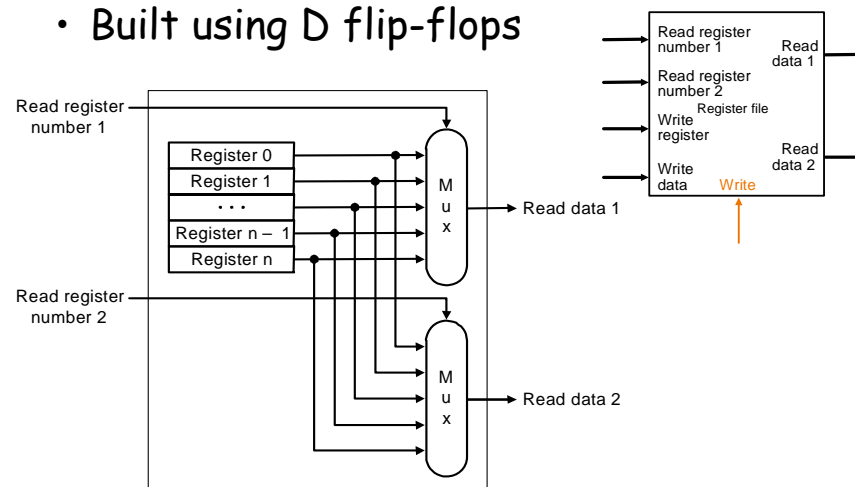 • Built using D flip-flops
Read register
number 1
Register 0
Register 1
· · ·
Register n – 1
Register n
M
u
x
Read data 1
Read register
number 2
M
u
x
Read data 2
Read register
number 1
Read
data 1
Read register
number 2
Register file
Write
register
Read
data 2
Write
data
Write